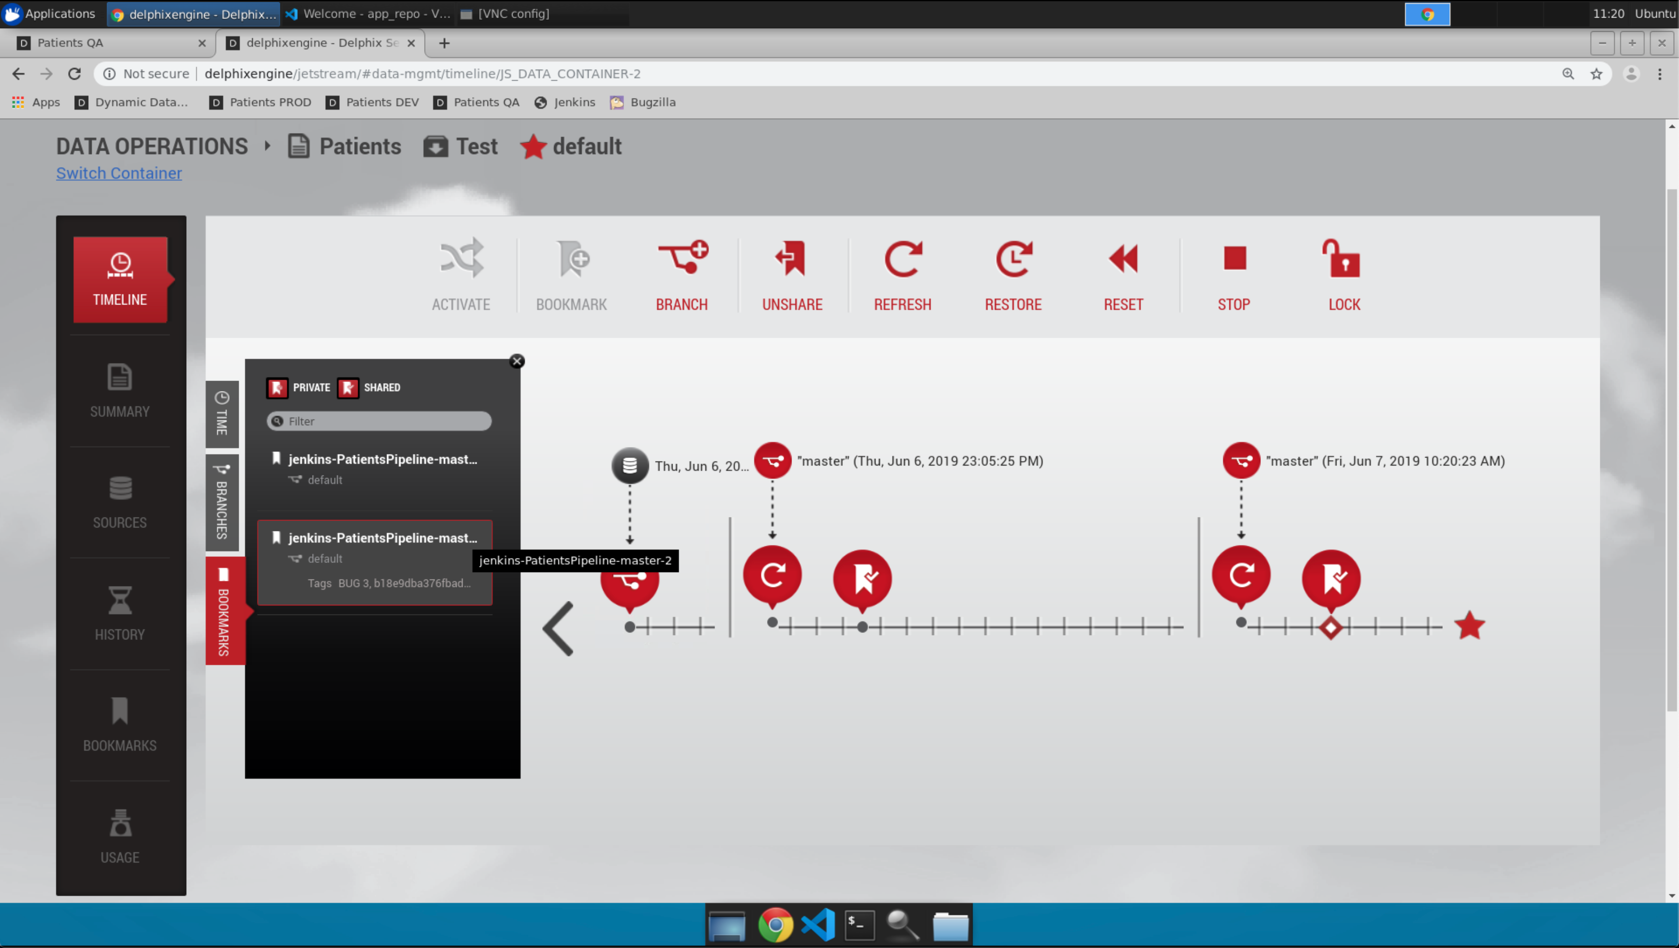 Applications
delphixengine - Delphix...
Welcome - app_repo - V...
[VNC config]
11:20 Ubuntu
D Patients QA
D delphixengine - Delphix Se
Not secure | delphixengine/jetstream/#data-mgmt/timeline/JS_DATA_CONTAINER-2
Apps
D Dynamic Data...
D Patients PROD
D Patients DEV
D Patients QA
Jenkins
Bugzilla
DATA OPERATIONS Patients Test default
Switch Container
TIMELINE
SUMMARY
SOURCES
HISTORY
BOOKMARKS
USAGE
ACTIVATE
BOOKMARK
BRANCH
UNSHARE
REFRESH
RESTORE
RESET
STOP
LOCK
TIME
BRANCHES
BOOKMARKS
PRIVATE SHARED
Filter
jenkins-PatientsPipeline-mast...
default
jenkins-PatientsPipeline-mast...
default
Tags BUG 3, b18e9dba376fbad...
jenkins-PatientsPipeline-master-2
Thu, Jun 6, 20...
"master" (Thu, Jun 6, 2019 23:05:25 PM)
"master" (Fri, Jun 7, 2019 10:20:23 AM)
$_